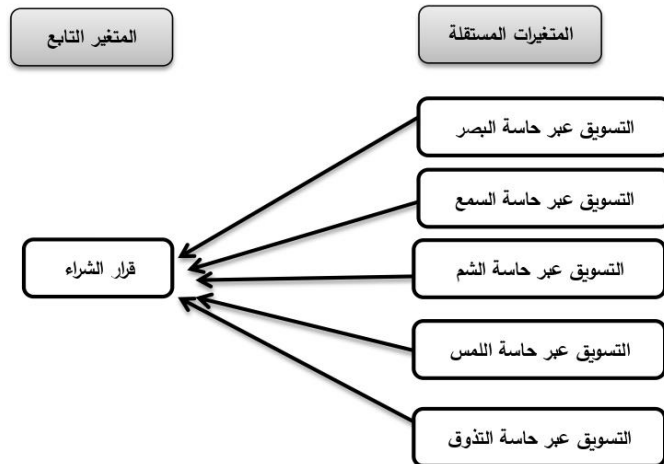 المتغيرات المستقلة
المتغير التابع
التسويق عبر حاسة البصر
التسويق عبر حاسة السمع
التسويق عبر حاسة الشم
التسويق عبر حاسة اللمس
التسويق عبر حاسة التذوق
قرار الشراء